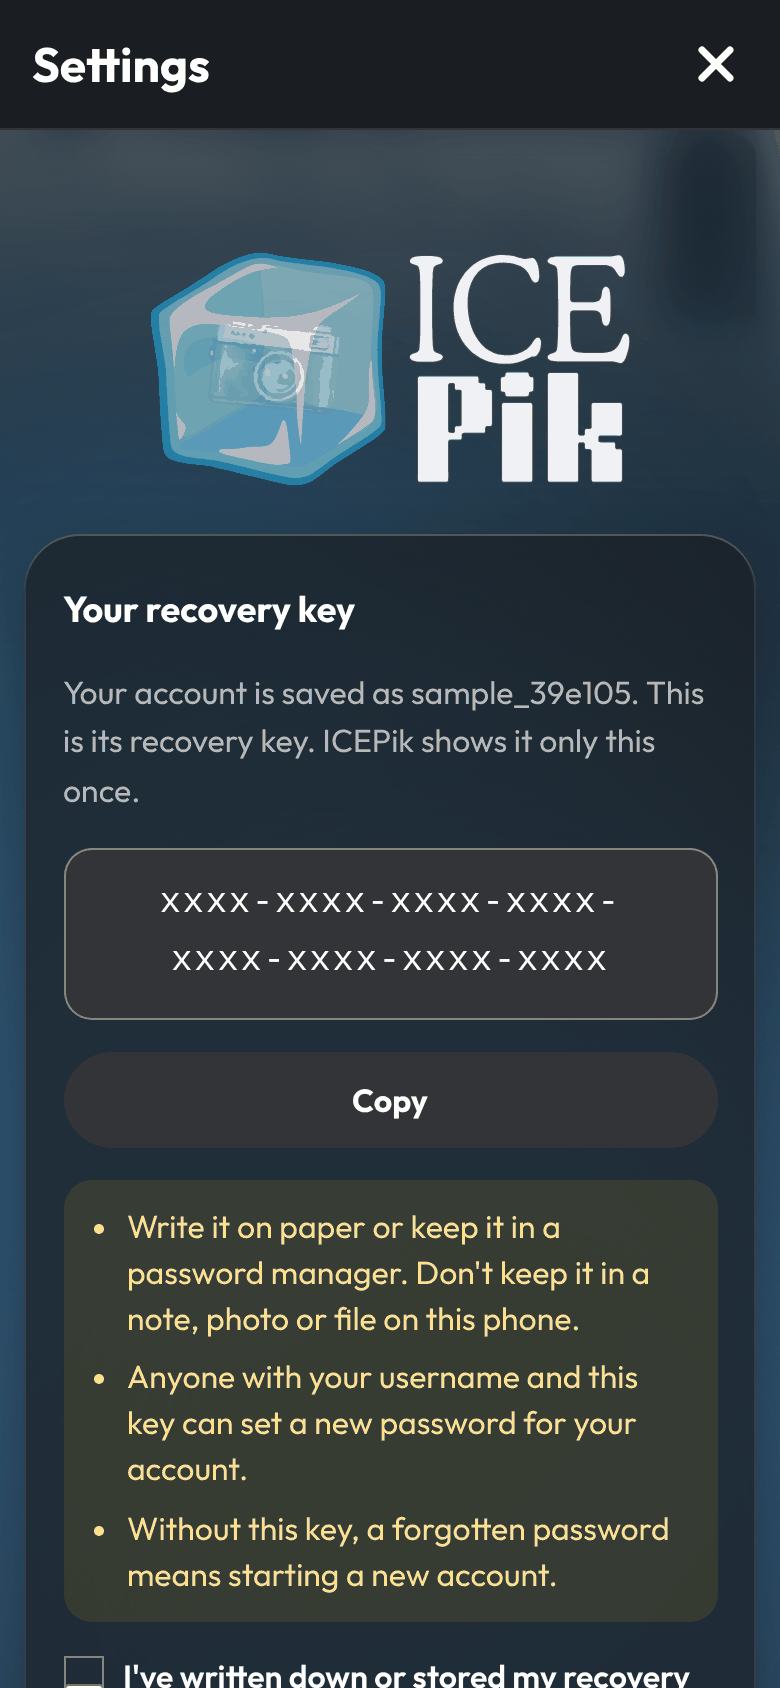 Settings
ICE
Pik
Your recovery key
Your account is saved as sample_39e105. This
is its recovery key. ICEPik shows it only this
once.
XXXX-XXXX-XXXX-XXXX-
XXXX-XXXX-XXXX-XXXX
Copy
• Write it on paper or keep it in a
password manager. Don't keep it in a
note, photo or file on this phone.
• Anyone with your username and this
key can set a new password for your
account.
• Without this key, a forgotten password
means starting a new account.
I've written down or stored my recovery